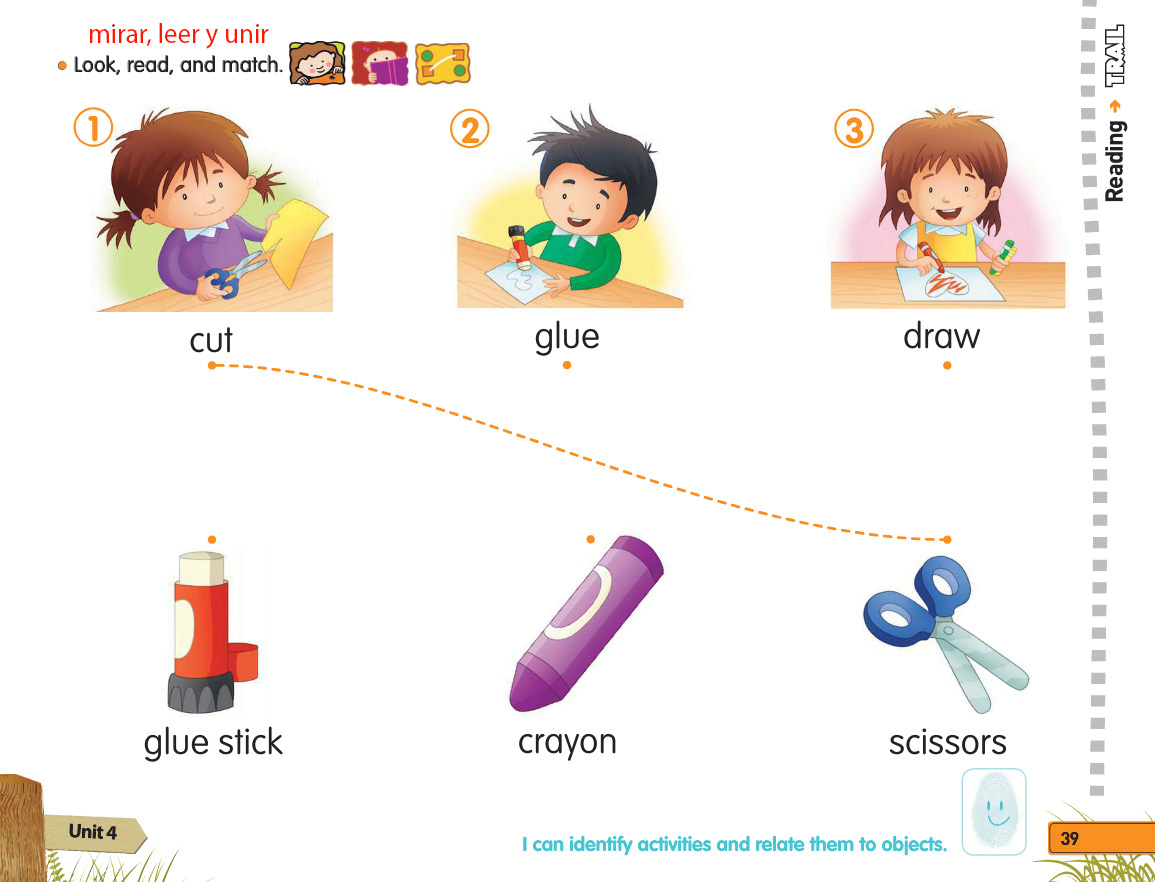 mirar, leer y unir
• Look, read, and match.
1
2
3
cut
glue
draw
glue stick
crayon
scissors
Unit 4
I can identify activities and relate them to objects.
39
Reading → TRAIL